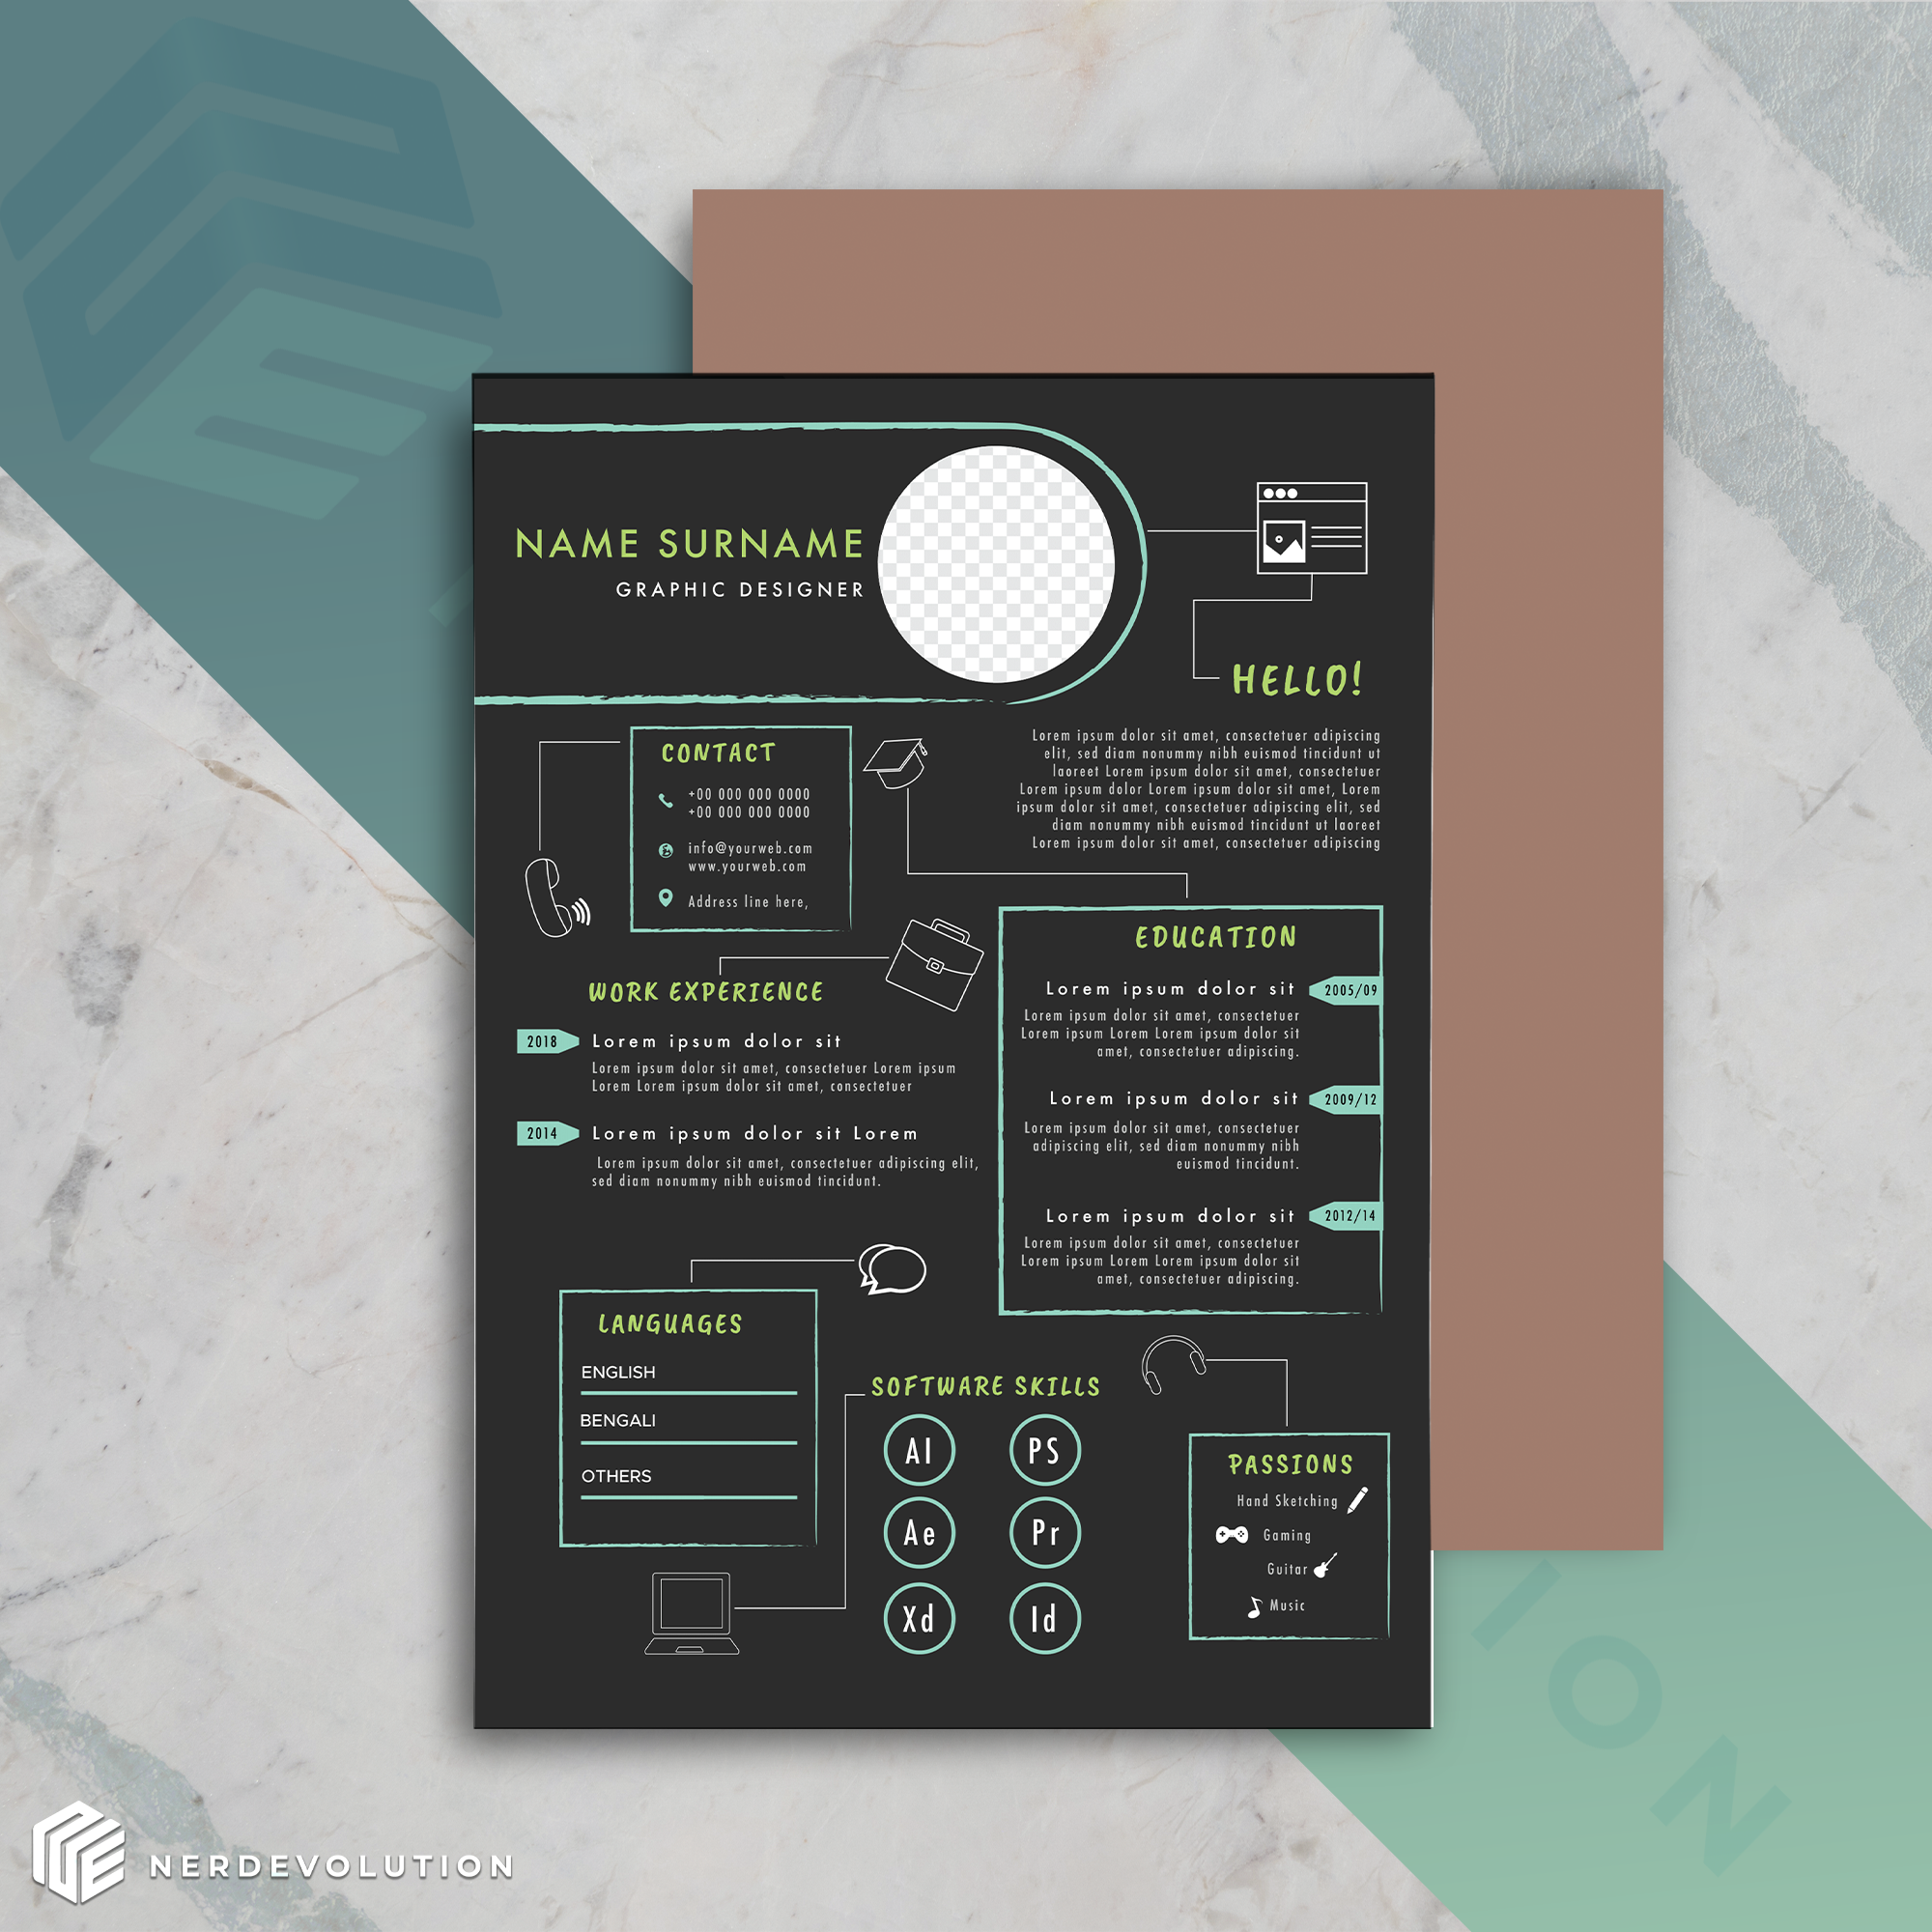 NAME SURNAME
GRAPHIC DESIGNER
HELLO!
Lorem ipsum dolor sit amet, consectetuer adipiscing
elit, sed diam nonummy nibh euismod tincidunt ut
laoreet Lorem ipsum dolor sit amet, consectetuer
Lorem ipsum dolor Lorem ipsum dolor sit amet, Lorem
ipsum dolor sit amet, consectetuer adipiscing elit, sed
diam nonummy nibh euismod tincidunt ut laoreet
Lorem ipsum dolor sit amet, consectetuer adipiscing
CONTACT
+00 000 000 0000
+00 000 000 0000
info@yourweb.com
www.yourweb.com
Address line here,
WORK EXPERIENCE
2018 Lorem ipsum dolor sit
Lorem ipsum dolor sit amet, consectetuer Lorem ipsum
Lorem Lorem ipsum dolor sit amet, consectetuer
2014 Lorem ipsum dolor sit Lorem
Lorem ipsum dolor sit amet, consectetuer adipiscing elit,
sed diam nonummy nibh euismod tincidunt.
EDUCATION
Lorem ipsum dolor sit 2005/09
Lorem ipsum dolor sit amet, consectetuer
Lorem ipsum Lorem Lorem ipsum dolor sit
amet, consectetuer adipiscing.
Lorem ipsum dolor sit 2009/12
Lorem ipsum dolor sit amet, consectetuer
adipiscing elit, sed diam nonummy nibh
euismod tincidunt.
Lorem ipsum dolor sit 2012/14
Lorem ipsum dolor sit amet, consectetuer
Lorem ipsum Lorem Lorem ipsum dolor sit
amet, consectetuer adipiscing.
LANGUAGES
ENGLISH
BENGALI
OTHERS
SOFTWARE SKILLS
AI PS
Ae Pr
Xd Id
PASSIONS
Hand Sketching
Gaming
Guitar
Music
ION
NERDEVOLUTION